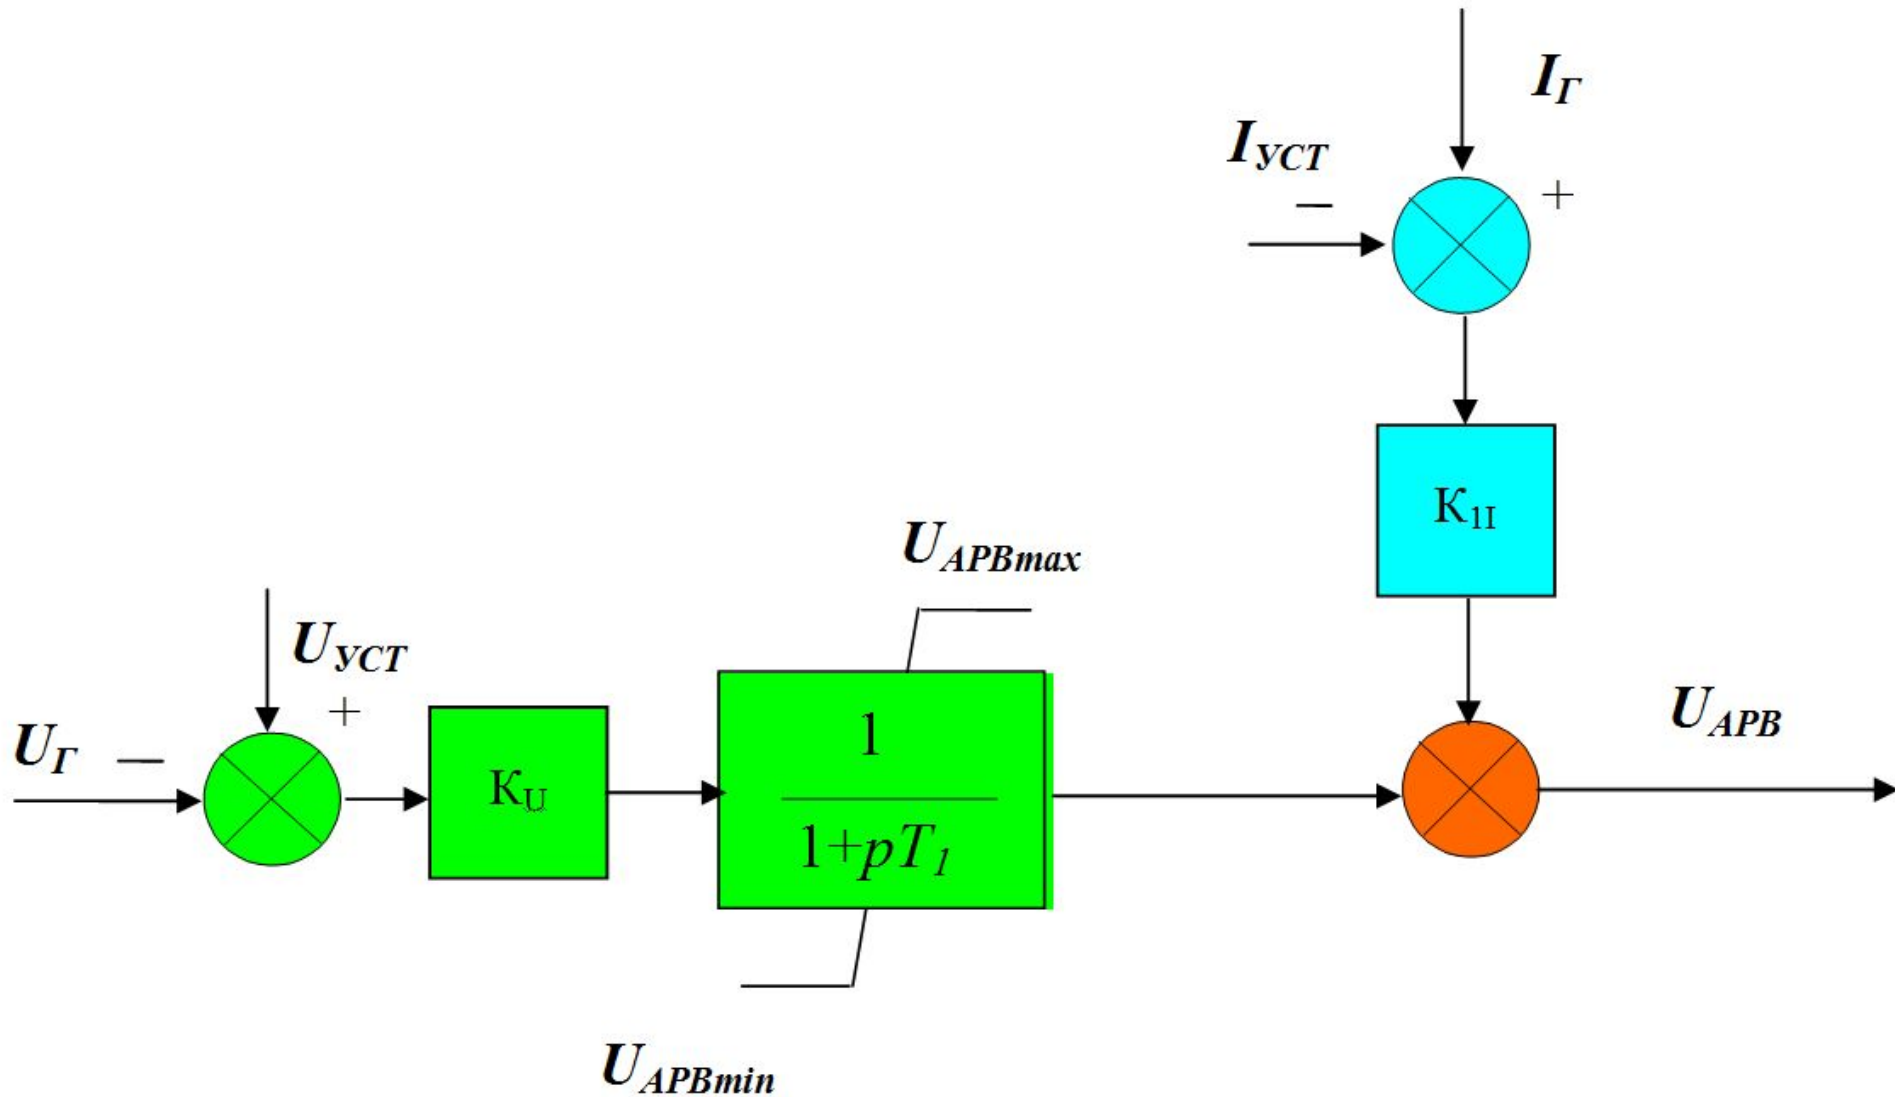 I_Г
I_УСТ
−
+
К_1I
U_АРВmax
U_УСТ
+
U_Г −
К_U
1
1+pT_1
U_АРВ
U_АРВmin